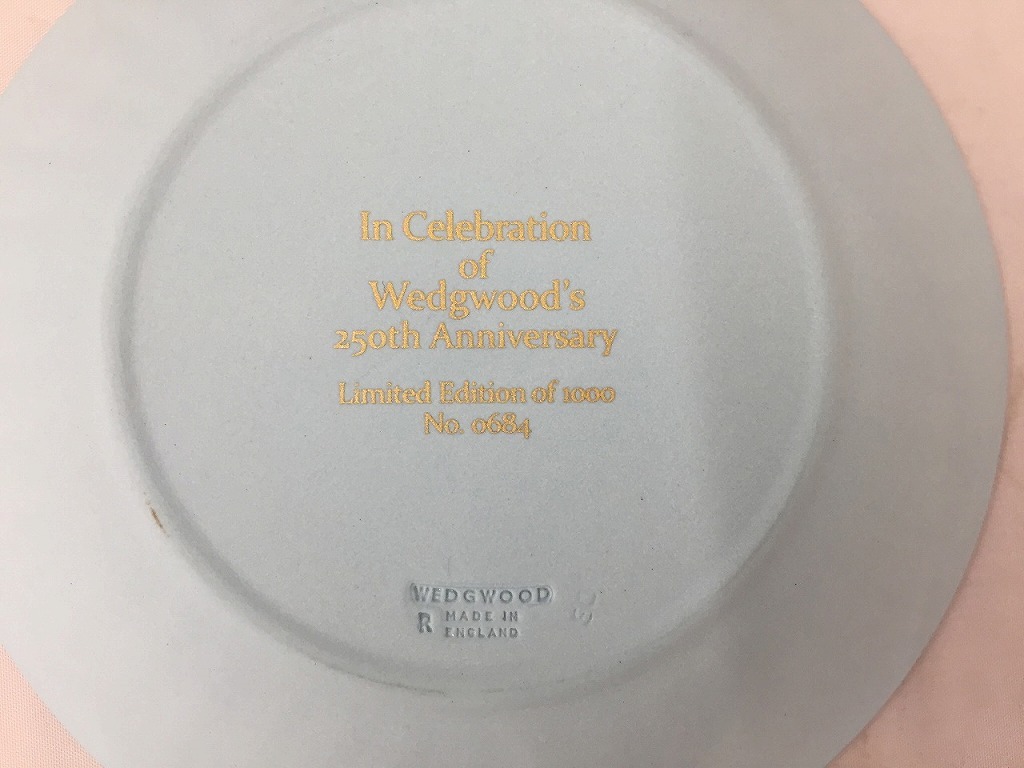 In Celebration
of
Wedgwood's
250th Anniversary
Limited Edition of 1000
No. 0684
WEDGWOOD
R MADE IN
ENGLAND